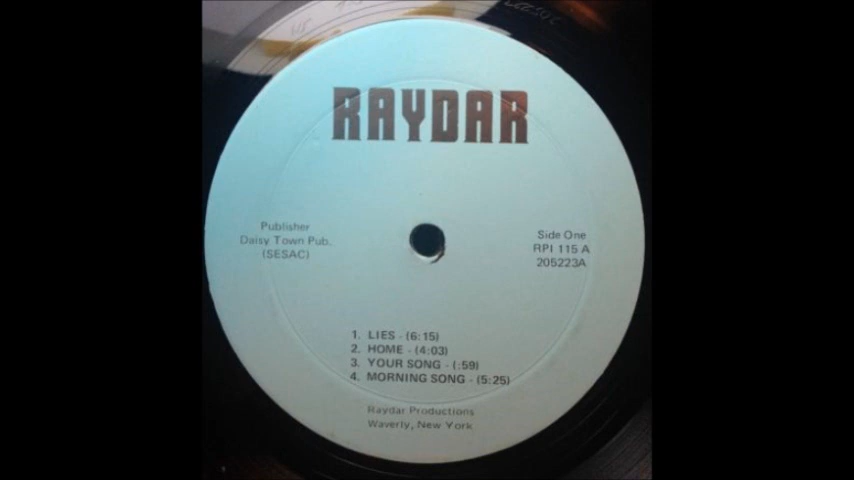 RAYDAR
Publisher
Daisy Town Pub.
(SESAC)
Side One
RPI 115 A
205223A
1. LIES - (6:15)
2. HOME - (4:03)
3. YOUR SONG - (:59)
4. MORNING SONG - (5:25)
Raydar Productions
Waverly, New York